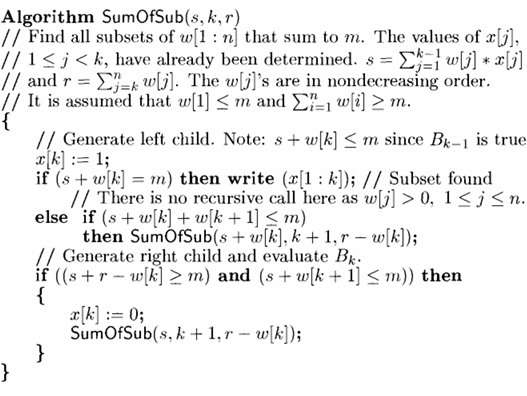 Algorithm SumOfSub(s, k, r)
// Find all subsets of w[1 : n] that sum to m. The values of x[j],
// 1 ≤ j < k, have already been determined. s = ∑_{j=1}^{k−1} w[j] ∗ x[j]
// and r = ∑_{j=k}^{n} w[j]. The w[j]'s are in nondecreasing order.
// It is assumed that w[1] ≤ m and ∑_{i=1}^{n} w[i] ≥ m.
{
// Generate left child. Note: s + w[k] ≤ m since B_{k−1} is true
x[k] := 1;
if (s + w[k] = m) then write (x[1 : k]); // Subset found
// There is no recursive call here as w[j] > 0, 1 ≤ j ≤ n.
else if (s + w[k] + w[k + 1] ≤ m)
then SumOfSub(s + w[k], k + 1, r − w[k]);
// Generate right child and evaluate B_k.
if ((s + r − w[k] ≥ m) and (s + w[k + 1] ≤ m)) then
{
x[k] := 0;
SumOfSub(s, k + 1, r − w[k]);
}
}